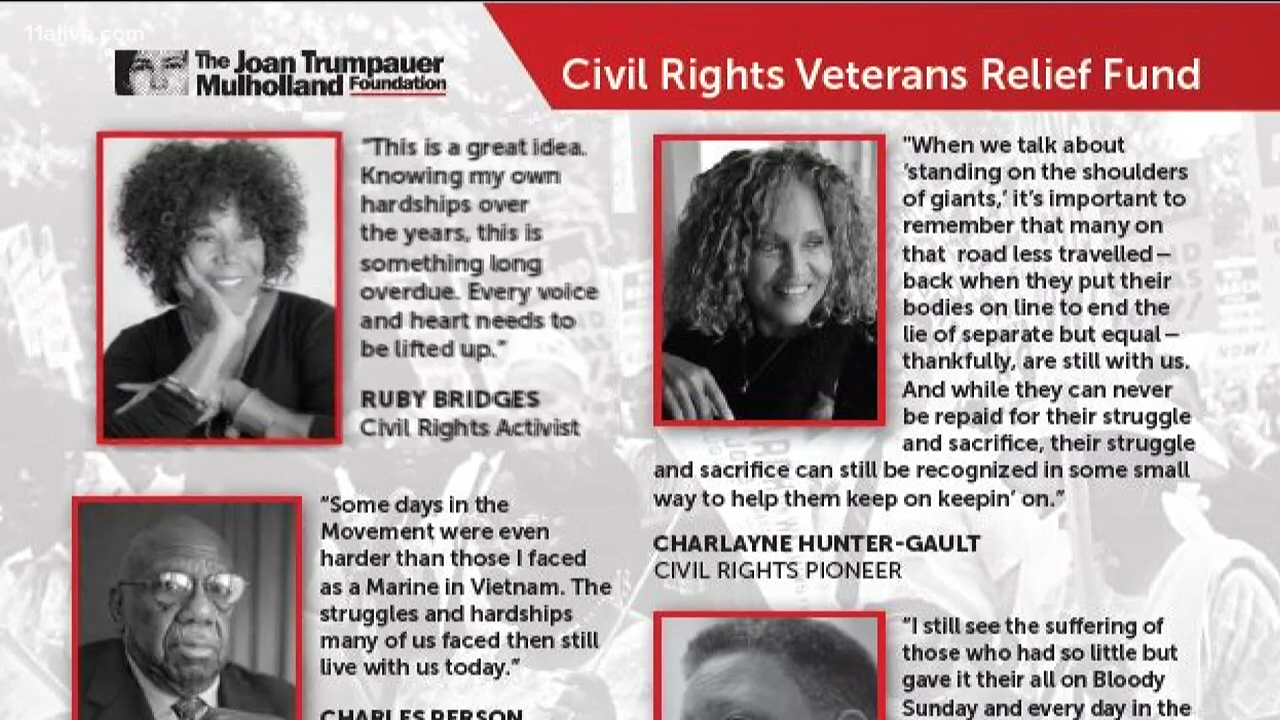 11alive.com
The Joan Trumpauer
Mulholland Foundation
Civil Rights Veterans Relief Fund
"This is a great idea.
Knowing my own
hardships over
the years, this is
something long
overdue. Every voice
and heart needs to
be lifted up."
RUBY BRIDGES
Civil Rights Activist
"When we talk about
‘standing on the shoulders
of giants,’ it’s important to
remember that many on
that road less travelled—
back when they put their
bodies on line to end the
lie of separate but equal—
thankfully, are still with us.
And while they can never
be repaid for their struggle
and sacrifice, their struggle
and sacrifice can still be recognized in some small
way to help them keep on keepin’ on.”
CHARLAYNE HUNTER-GAULT
CIVIL RIGHTS PIONEER
“Some days in the
Movement were even
harder than those I faced
as a Marine in Vietnam. The
struggles and hardships
many of us faced then still
live with us today.”
CHARLES PERSON
“I still see the suffering of
those who had so little but
gave it their all on Bloody
Sunday and every day in the
NOW!